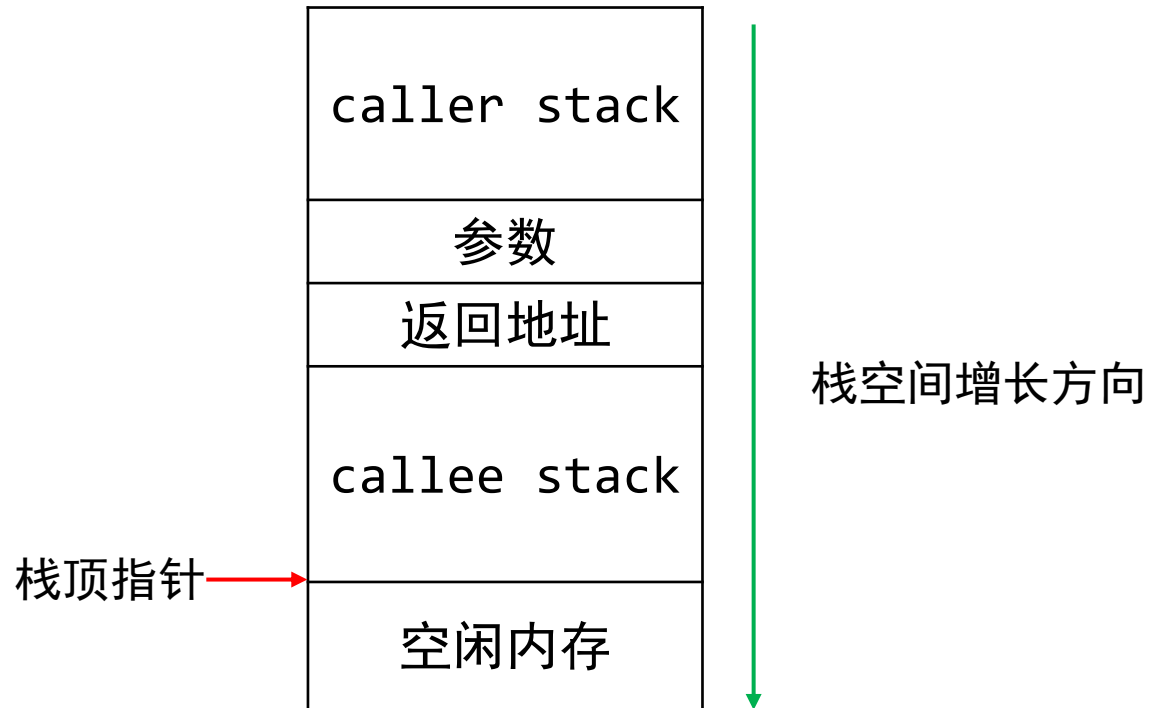 caller stack
参数
返回地址
栈空间增长方向
callee stack
栈顶指针
空闲内存